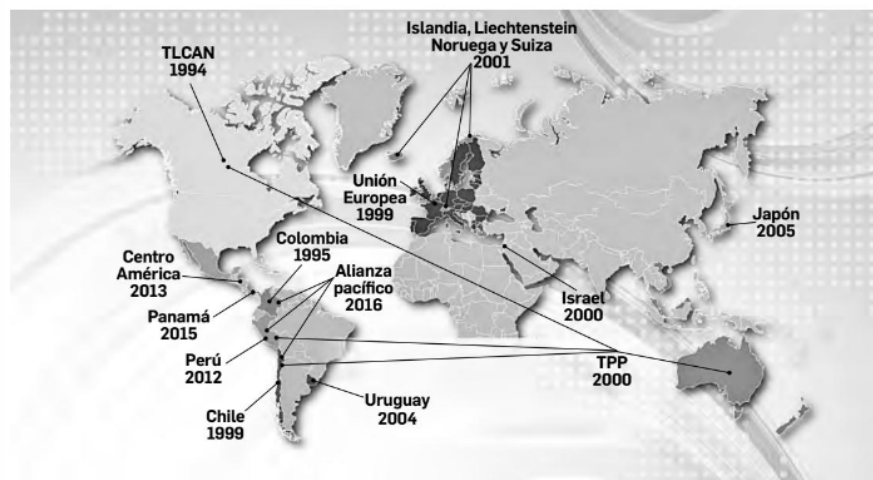 Islandia, Liechtenstein
Noruega y Suiza
2001
TLCAN
1994
Unión
Europea
1999
Japón
2005
Colombia
1995
Centro
América
2013
Alianza
pacífico
2016
Israel
2000
Panamá
2015
Perú
2012
TPP
2000
Uruguay
2004
Chile
1999